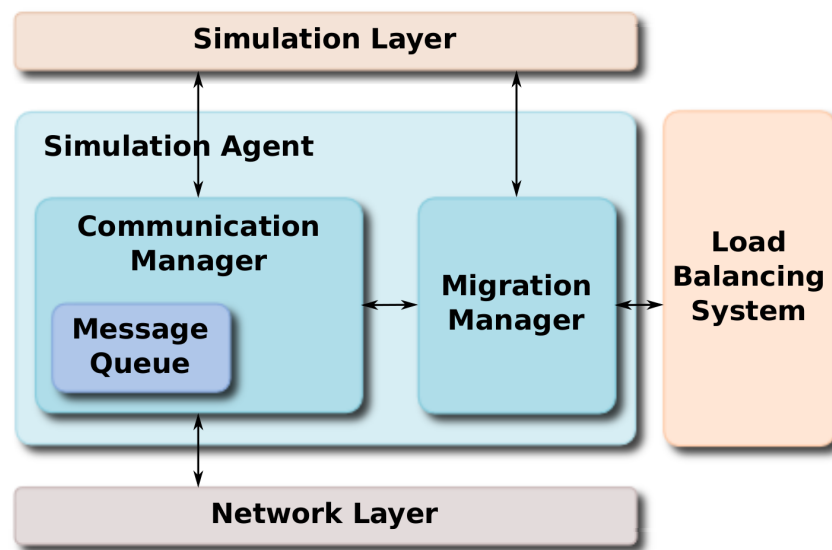 Simulation Layer
Simulation Agent
Communication
Manager
Message
Queue
Migration
Manager
Load
Balancing
System
Network Layer